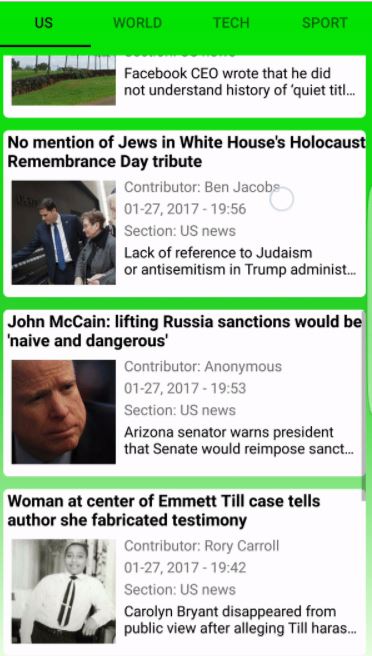 US WORLD TECH SPORT
Section: US news
Facebook CEO wrote that he did
not understand history of 'quiet titl...
No mention of Jews in White House's Holocaust
Remembrance Day tribute
Contributor: Ben Jacobs
01-27, 2017 - 19:56
Section: US news
Lack of reference to Judaism
or antisemitism in Trump administ...
John McCain: lifting Russia sanctions would be
'naive and dangerous'
Contributor: Anonymous
01-27, 2017 - 19:53
Section: US news
Arizona senator warns president
that Senate would reimpose sanct...
Woman at center of Emmett Till case tells
author she fabricated testimony
Contributor: Rory Carroll
01-27, 2017 - 19:42
Section: US news
Carolyn Bryant disappeared from
public view after alleging Till haras...